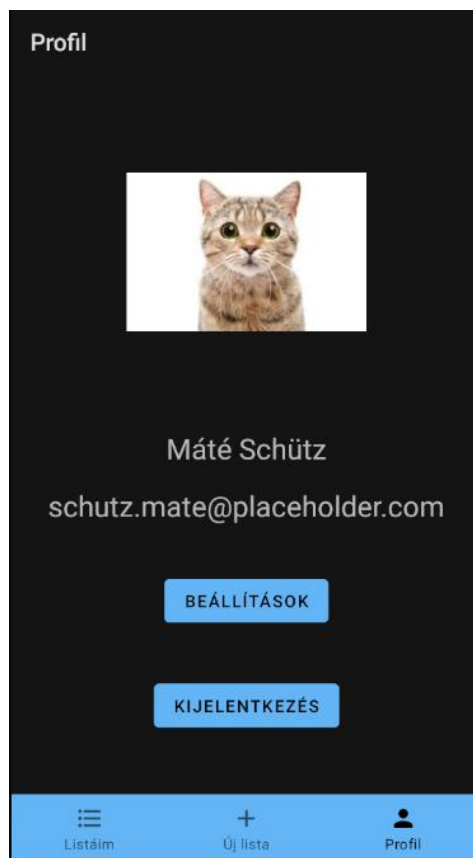 Profil
Máté Schütz
schutz.mate@placeholder.com
BEÁLLÍTÁSOK
KIJELENTKEZÉS
Listáim
Új lista
Profil